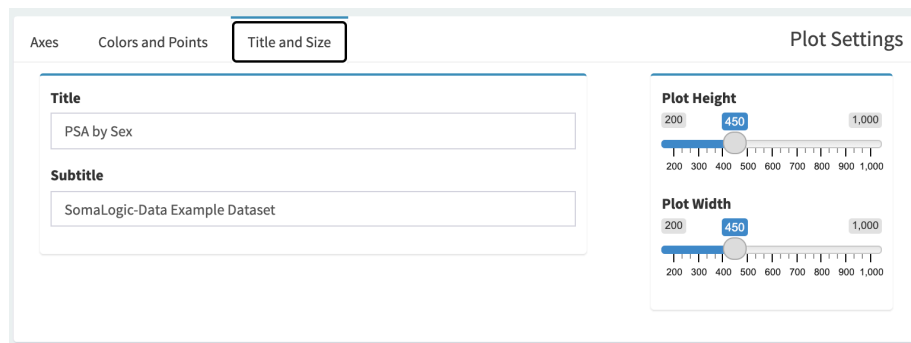 Axes
Colors and Points
Title and Size
Plot Settings
Title
PSA by Sex
Subtitle
SomaLogic-Data Example Dataset
Plot Height
200 450 1,000
200 300 400 500 600 700 800 900 1,000
Plot Width
200 450 1,000
200 300 400 500 600 700 800 900 1,000